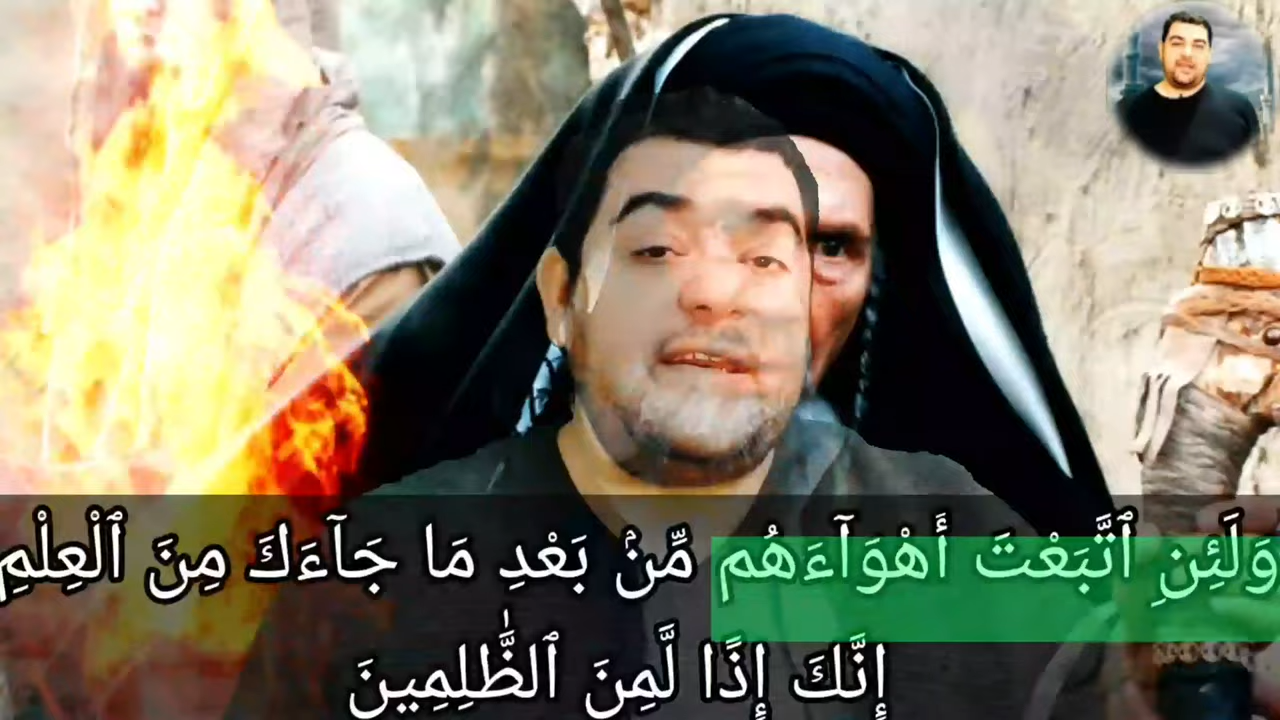 وَلَئِنِ ٱتَّبَعْتَ أَهْوَآءَهُم مِّنۢ بَعْدِ مَا جَآءَكَ مِنَ ٱلْعِلْمِ
إِنَّكَ إِذًا لَّمِنَ ٱلظَّٰلِمِينَ